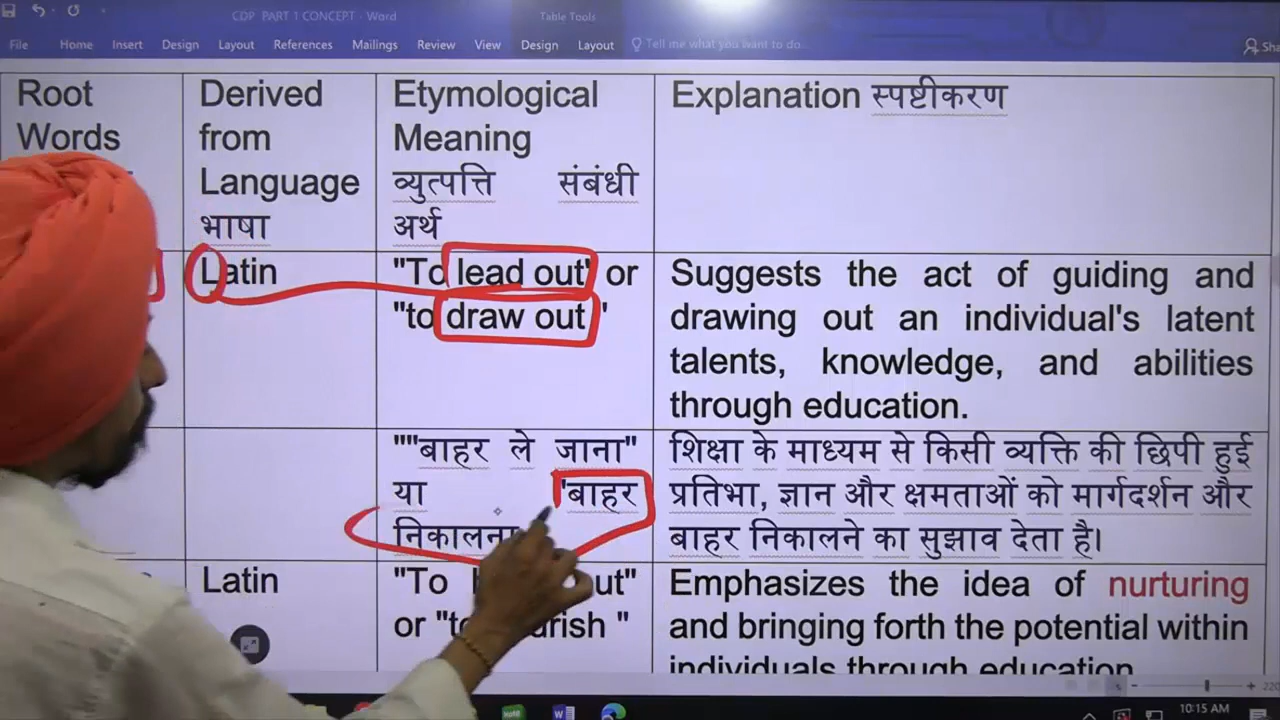 CDP PART 1 CONCEPT - Word
Table Tools
File Home Insert Design Layout References Mailings Review View Design Layout Tell me what you want to do... Sha
Root
Words
Derived
from
Language
भाषा
Etymological
Meaning
व्युत्पत्ति संबंधी
अर्थ
Explanation स्पष्टीकरण
Latin
"To lead out" or
"to draw out "
Suggests the act of guiding and
drawing out an individual's latent
talents, knowledge, and abilities
through education.
""बाहर ले जाना"
या "बाहर
निकालना
शिक्षा के माध्यम से किसी व्यक्ति की छिपी हुई
प्रतिभा, ज्ञान और क्षमताओं को मार्गदर्शन और
बाहर निकालने का सुझाव देता है।
Latin
"To
or
Emphasizes the idea of nurturing
and bringing forth the potential within
individuals through education
10:15 AM